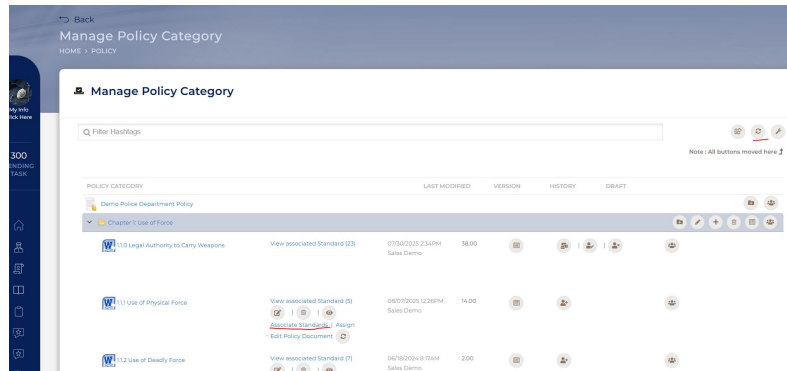 Back
Manage Policy Category
HOME > POLICY
Manage Policy Category
My Info
lick Here
300
ENDING
TASK
Filter Hashtags
Note : All buttons moved here
POLICY CATEGORY LAST MODIFIED VERSION HISTORY DRAFT
Demo Police Department Policy
Chapter 1: Use of Force
1.1.0 Legal Authority to Carry Weapons View associated Standard (23) 07/30/2025 2:34PM 38.00
Sales Demo
1.1.1 Use of Physical Force View associated Standard (5) 08/07/2025 12:26PM 14.00
Sales Demo
Associate Standards | Assign
Edit Policy Document
1.1.2 Use of Deadly Force View associated Standard (7) 06/18/2024 8:17AM 2.00
Sales Demo